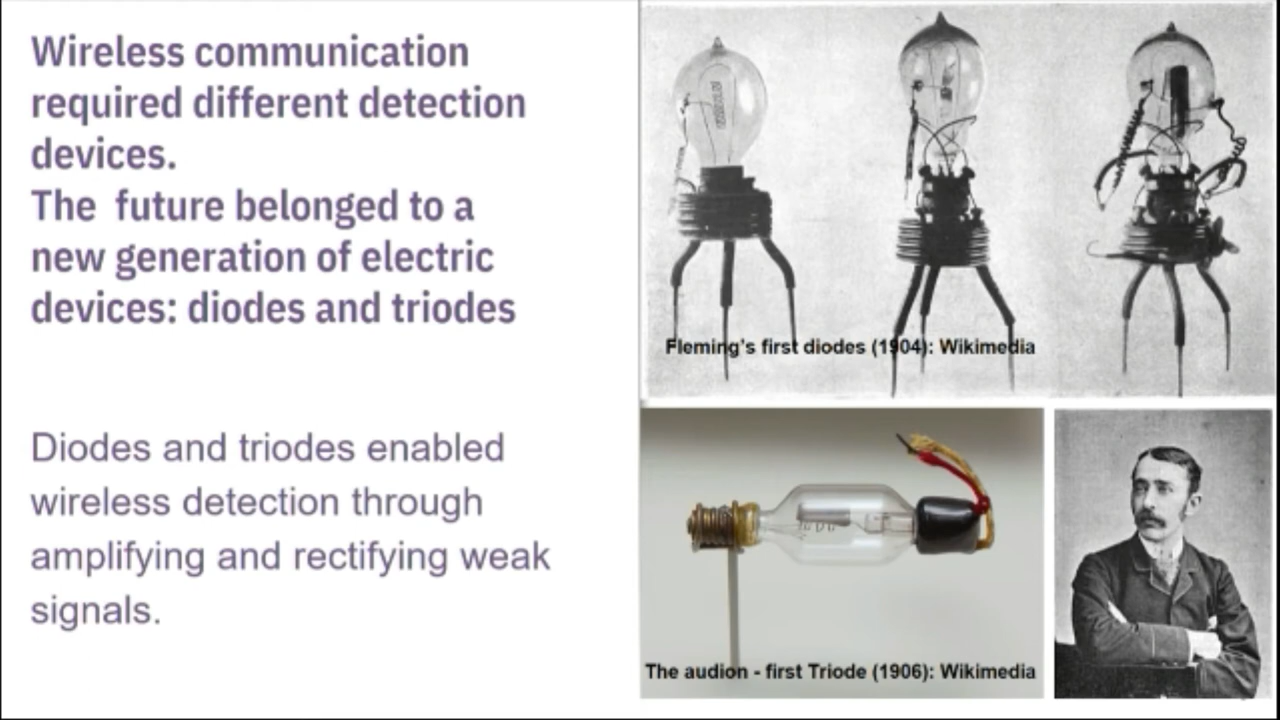 Wireless communication
required different detection
devices.
The  future belonged to a
new generation of electric
devices: diodes and triodes
Diodes and triodes enabled
wireless detection through
amplifying and rectifying weak
signals.
Fleming's first diodes (1904): Wikimedia
The audion - first Triode (1906): Wikimedia